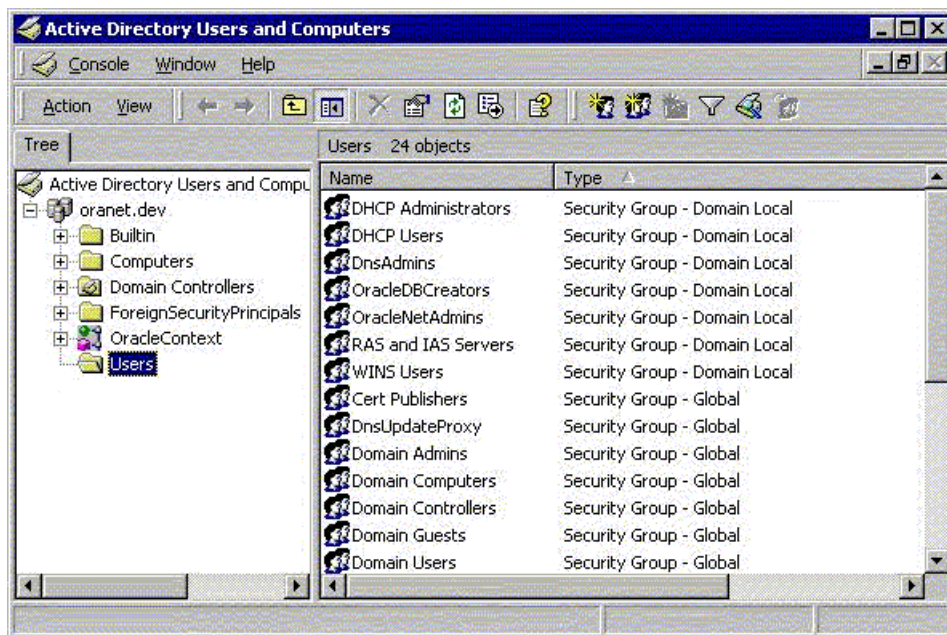 Active Directory Users and Computers
Console Window Help
Action View
Tree
Users 24 objects
Active Directory Users and Compu
oranet.dev
Builtin
Computers
Domain Controllers
ForeignSecurityPrincipals
OracleContext
Users
Name Type
DHCP Administrators Security Group - Domain Local
DHCP Users Security Group - Domain Local
DnsAdmins Security Group - Domain Local
OracleDBCreators Security Group - Domain Local
OracleNetAdmins Security Group - Domain Local
RAS and IAS Servers Security Group - Domain Local
WINS Users Security Group - Domain Local
Cert Publishers Security Group - Global
DnsUpdateProxy Security Group - Global
Domain Admins Security Group - Global
Domain Computers Security Group - Global
Domain Controllers Security Group - Global
Domain Guests Security Group - Global
Domain Users Security Group - Global